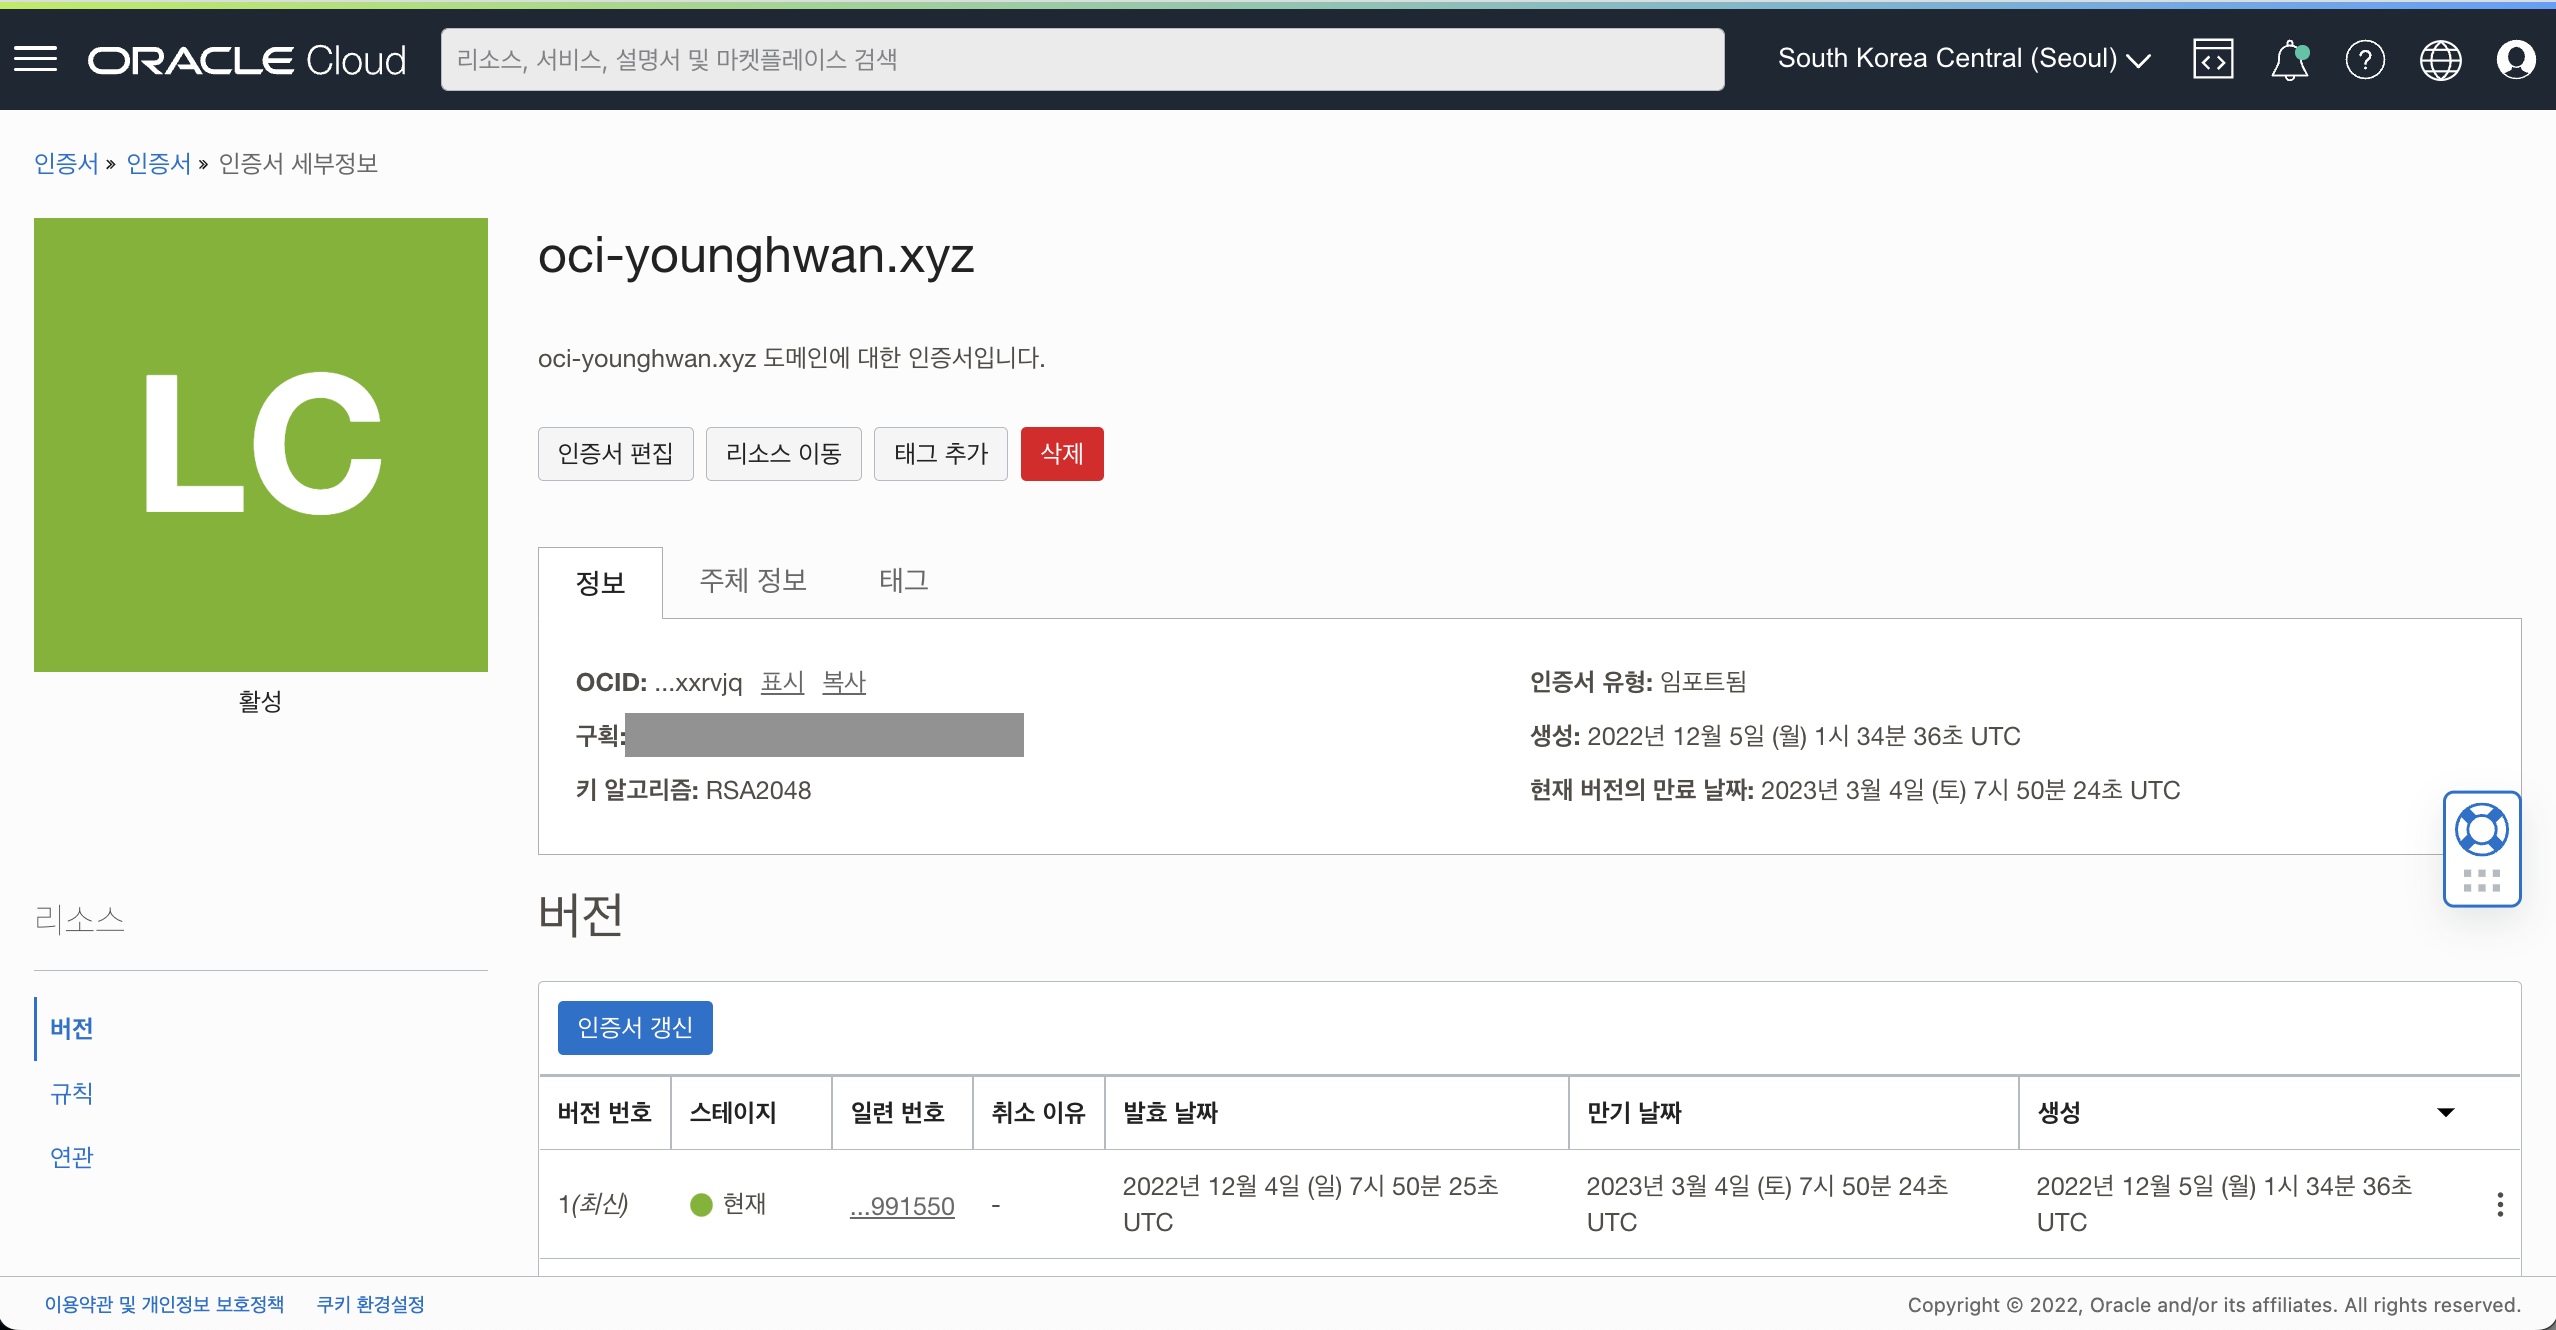 ORACLE Cloud
리소스, 서비스, 설명서 및 마켓플레이스 검색
South Korea Central (Seoul)
인증서 » 인증서 » 인증서 세부정보
LC
활성
oci-younghwan.xyz
oci-younghwan.xyz 도메인에 대한 인증서입니다.
인증서 편집 리소스 이동 태그 추가 삭제
정보 주체 정보 태그
OCID: ...xxrvjq 표시 복사
구획:
키 알고리즘: RSA2048
인증서 유형: 임포트됨
생성: 2022년 12월 5일 (월) 1시 34분 36초 UTC
현재 버전의 만료 날짜: 2023년 3월 4일 (토) 7시 50분 24초 UTC
리소스
버전
규칙
연관
버전
인증서 갱신
버전 번호 스테이지 일련 번호 취소 이유 발효 날짜 만기 날짜 생성
1(최신) 현재 ...991550 - 2022년 12월 4일 (일) 7시 50분 25초 2023년 3월 4일 (토) 7시 50분 24초 2022년 12월 5일 (월) 1시 34분 36초
UTC UTC UTC
이용약관 및 개인정보 보호정책 쿠키 환경설정
Copyright © 2022, Oracle and/or its affiliates. All rights reserved.